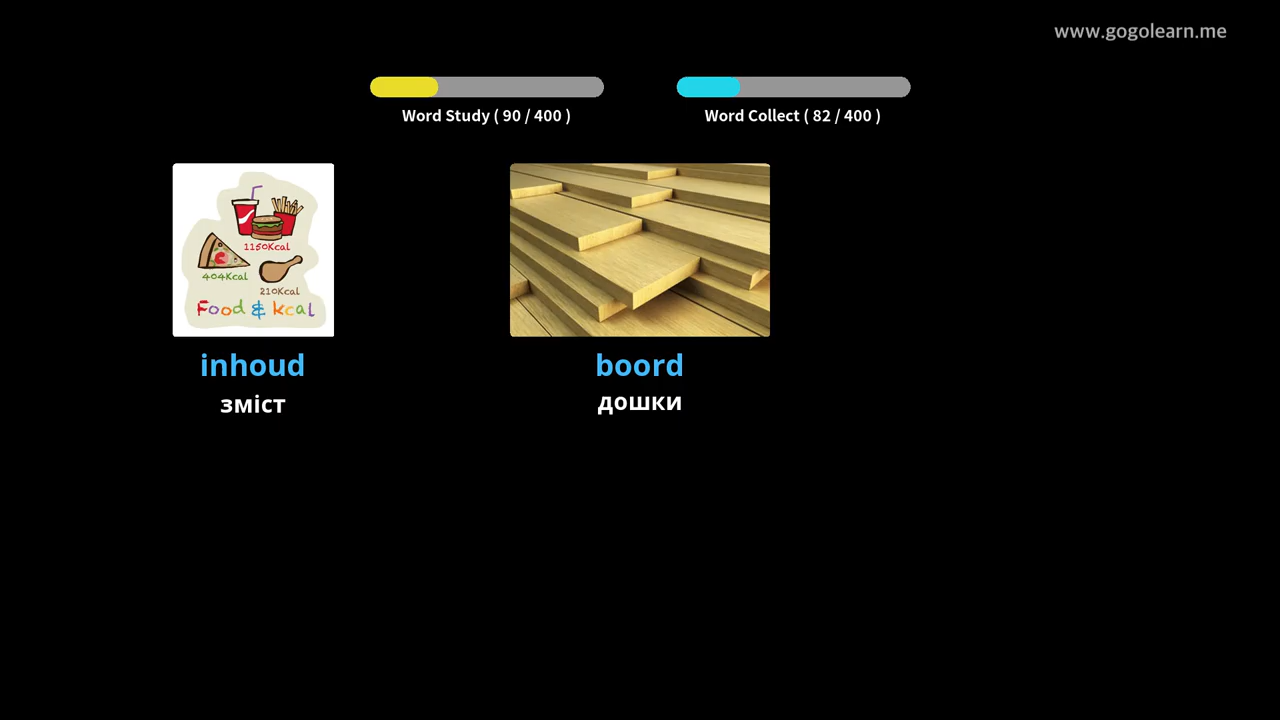 www.gogolearn.me
Word Study ( 90 / 400 )
Word Collect ( 82 / 400 )
1150Kcal
404Kcal
210Kcal
Food & kcal
inhoud
boord
зміст
дошки